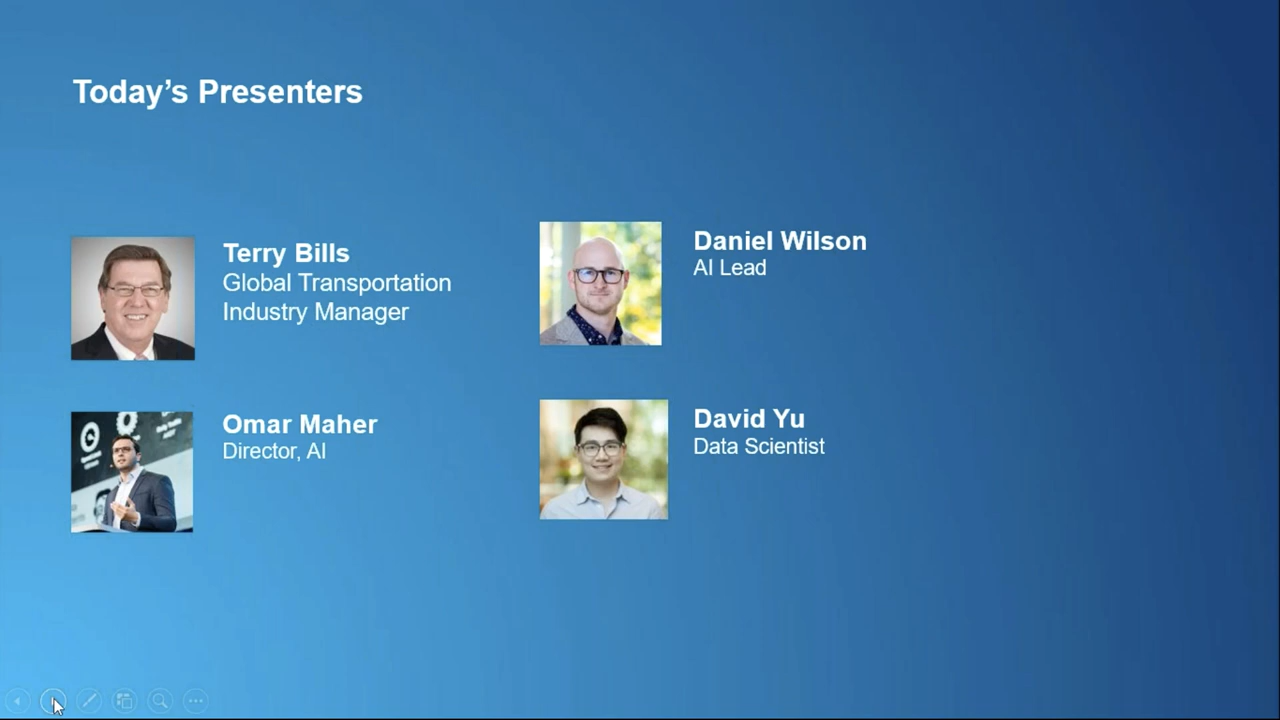 Today’s Presenters
Terry Bills
Global Transportation
Industry Manager
Daniel Wilson
AI Lead
Omar Maher
Director, AI
David Yu
Data Scientist